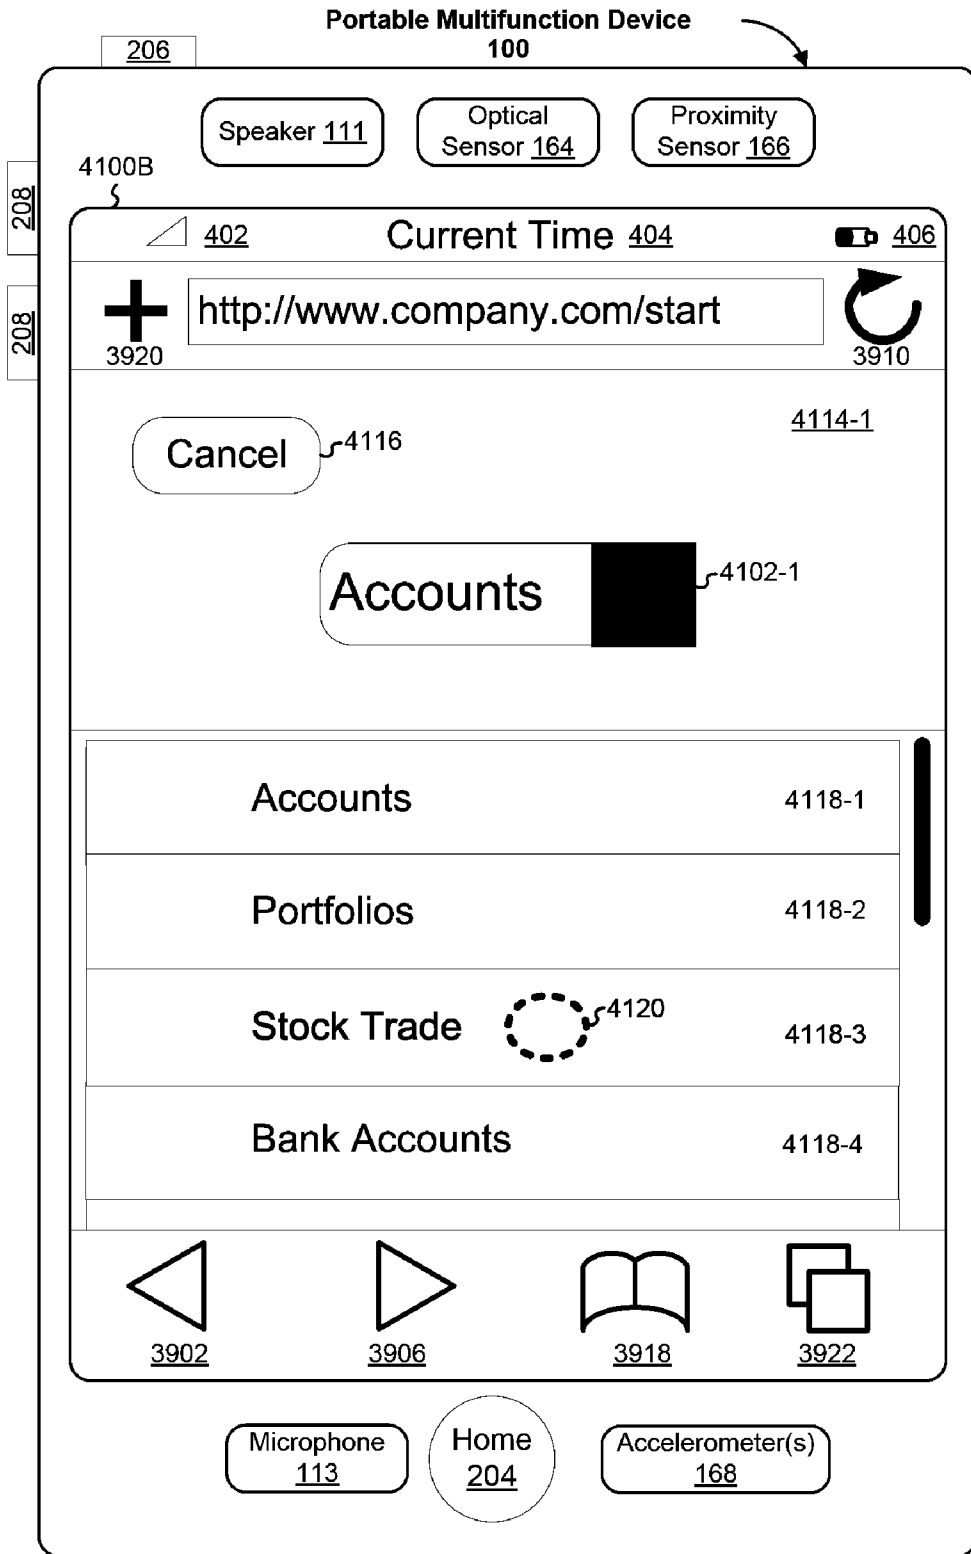 Portable Multifunction Device
100
206
Speaker 111
Optical
Sensor 164
Proximity
Sensor 166
208
208
4100B
402
Current Time 404
406
http://www.company.com/start
3920
3910
4114-1
Cancel
4116
Accounts
4102-1
Accounts
4118-1
Portfolios
4118-2
Stock Trade
4120
4118-3
Bank Accounts
4118-4
3902
3906
3918
3922
Microphone
113
Home
204
Accelerometer(s)
168